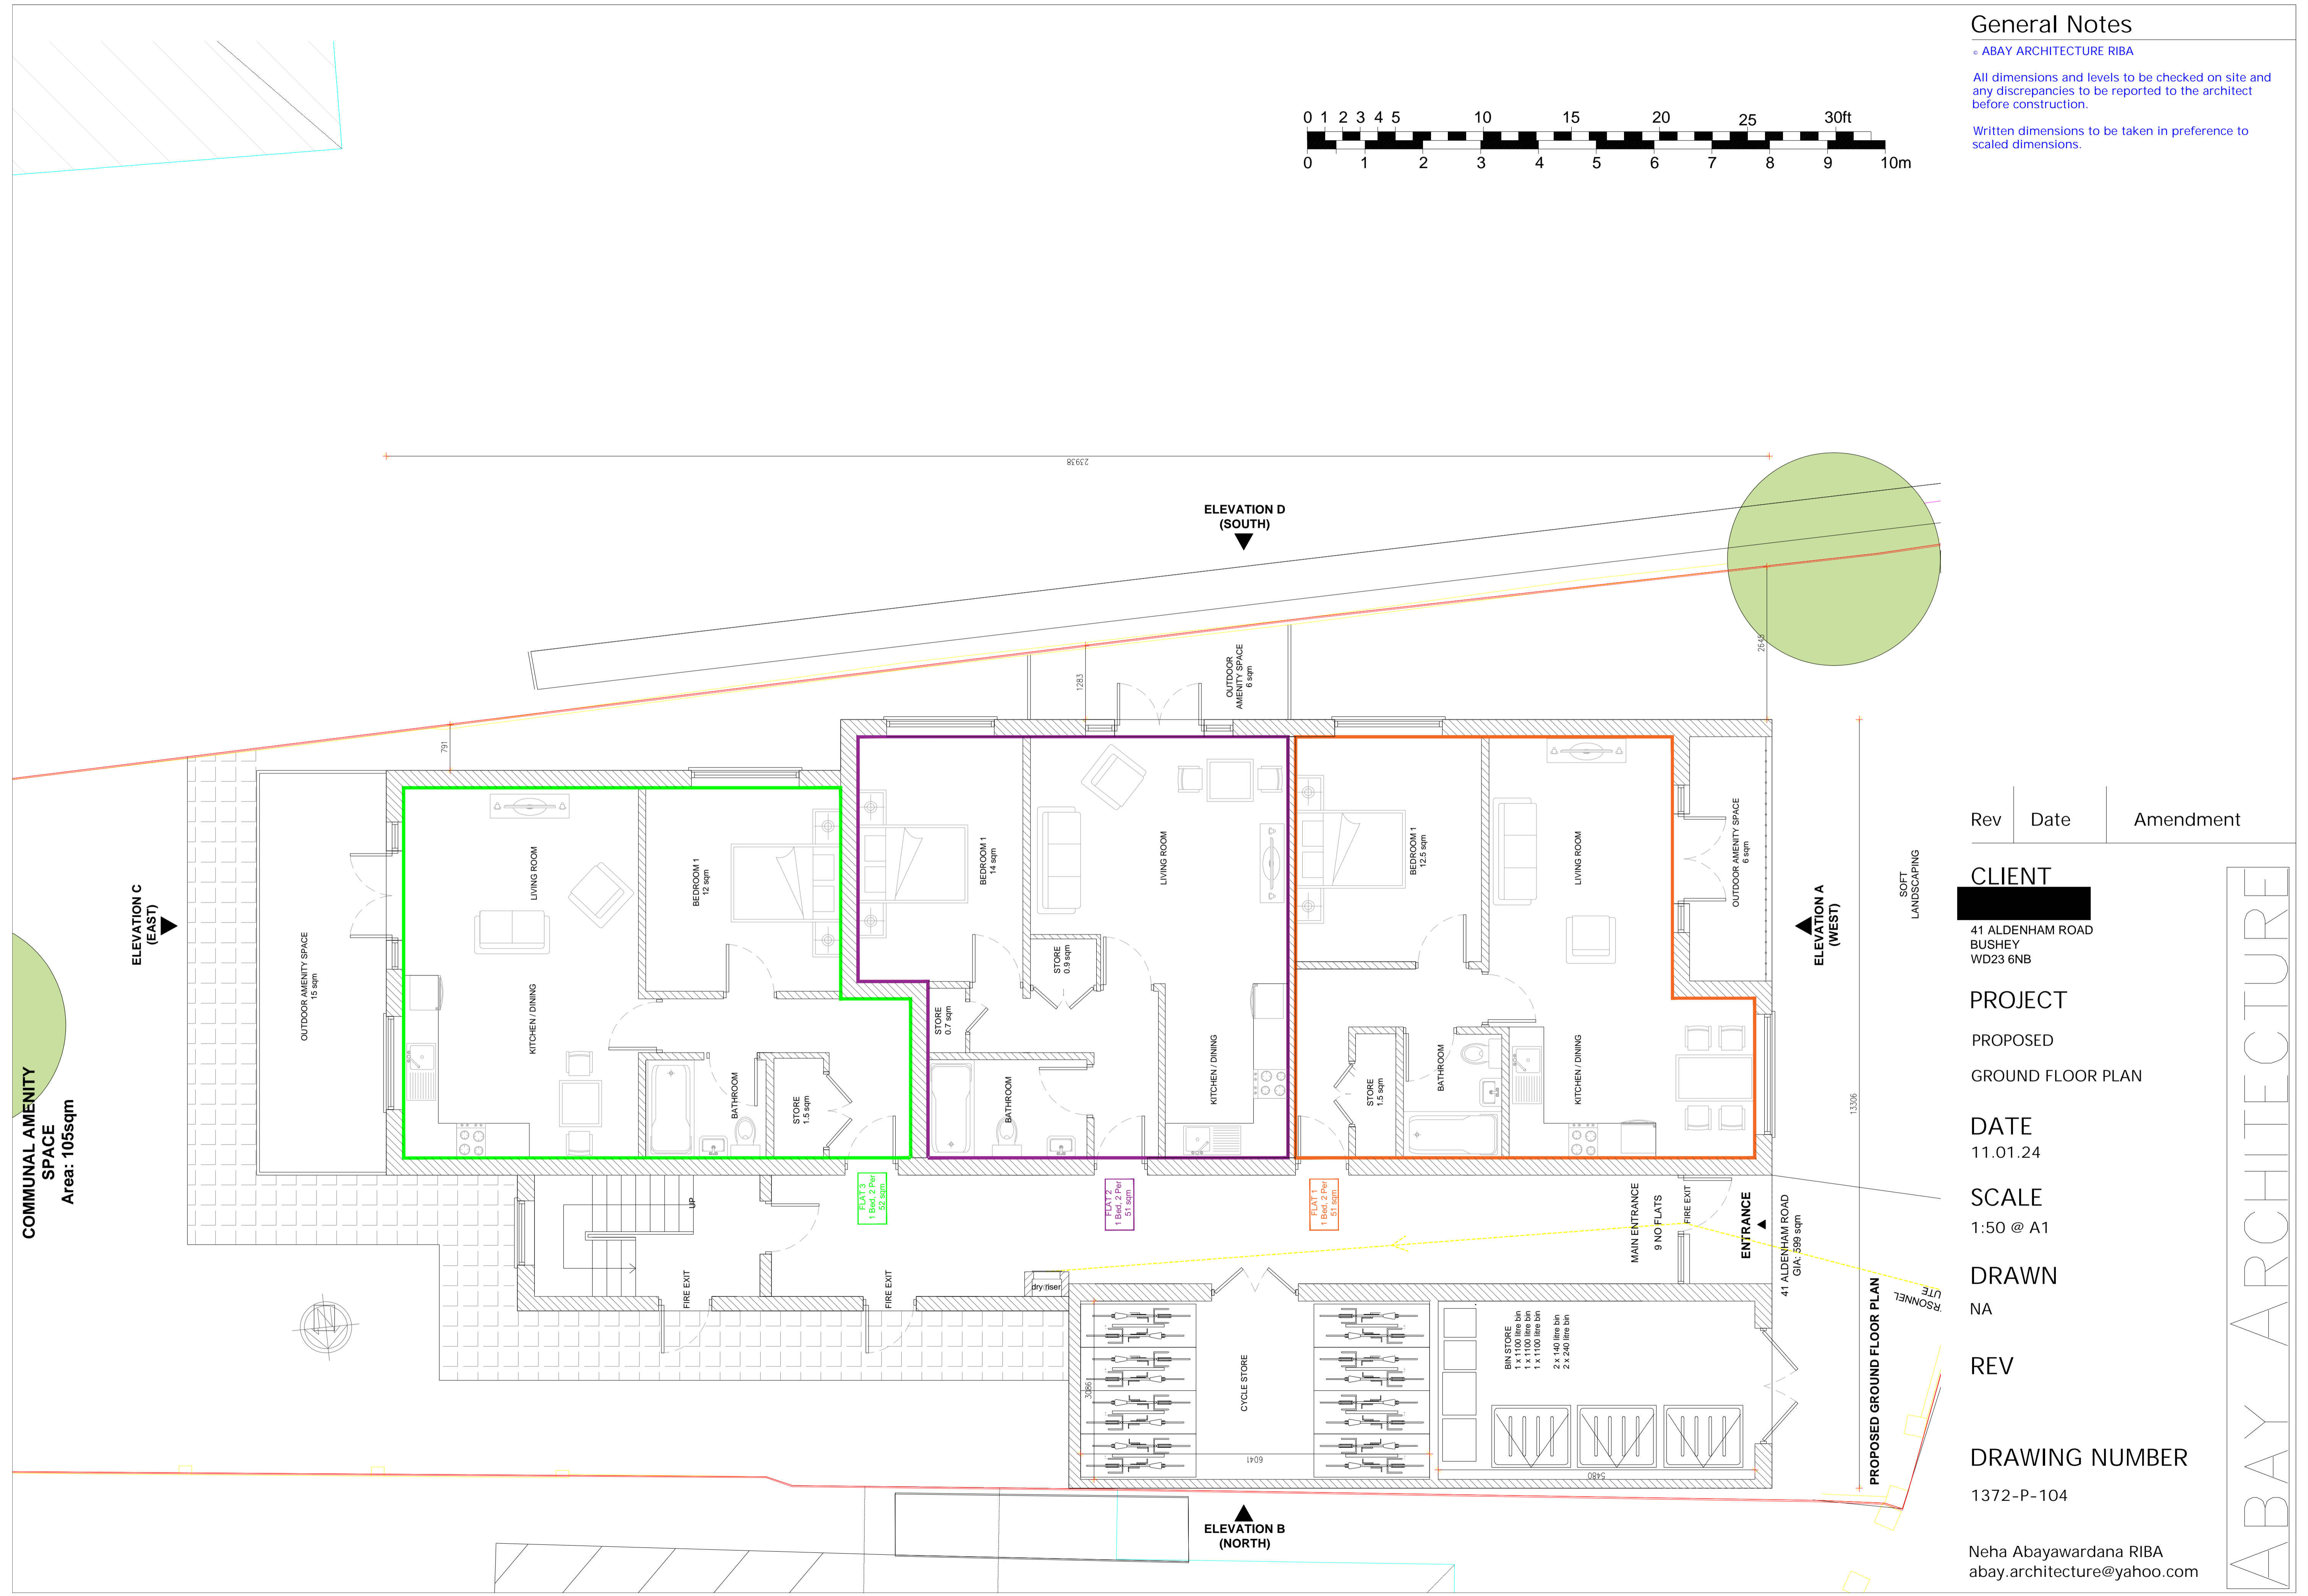 General Notes
© ABAY ARCHITECTURE RIBA
All dimensions and levels to be checked on site and
any discrepancies to be reported to the architect
before construction.
Written dimensions to be taken in preference to
scaled dimensions.
0 1 2 3 4 5 10 15 20 25 30ft
0 1 2 3 4 5 6 7 8 9 10m
23938
ELEVATION D
(SOUTH)
2645
1283
791
OUTDOOR
AMENITY SPACE
6 sqm
ELEVATION C
(EAST)
OUTDOOR AMENITY SPACE
15 sqm
LIVING ROOM
KITCHEN / DINING
BEDROOM 1
12 sqm
BATHROOM
STORE
1.5 sqm
BEDROOM 1
14 sqm
LIVING ROOM
STORE
0.9 sqm
STORE
0.7 sqm
BATHROOM
KITCHEN / DINING
BEDROOM 1
12.5 sqm
LIVING ROOM
STORE
1.5 sqm
BATHROOM
KITCHEN / DINING
OUTDOOR AMENITY SPACE
6 sqm
ELEVATION A
(WEST)
SOFT
LANDSCAPING
13306
COMMUNAL AMENITY
SPACE
Area: 105sqm
FLAT 3
1 Bed, 2 Per
52 sqm
FLAT 2
1 Bed, 2 Per
51 sqm
FLAT 1
1 Bed, 2 Per
51 sqm
UP
FIRE EXIT
FIRE EXIT
dry riser
MAIN ENTRANCE
9 NO FLATS
FIRE EXIT
ENTRANCE
41 ALDENHAM ROAD
GIA: 599 sqm
3086
CYCLE STORE
6041
BIN STORE
1 x 1100 litre bin
1 x 1100 litre bin
1 x 1100 litre bin
2 x 140 litre bin
2 x 240 litre bin
5480
PROPOSED GROUND FLOOR PLAN
RSONNEL
UTE
N
ELEVATION B
(NORTH)
Rev Date Amendment
CLIENT
41 ALDENHAM ROAD
BUSHEY
WD23 6NB
PROJECT
PROPOSED
GROUND FLOOR PLAN
DATE
11.01.24
SCALE
1:50 @ A1
DRAWN
NA
REV
DRAWING NUMBER
1372-P-104
Neha Abayawardana RIBA
abay.architecture@yahoo.com
ABAY ARCHITECTURE